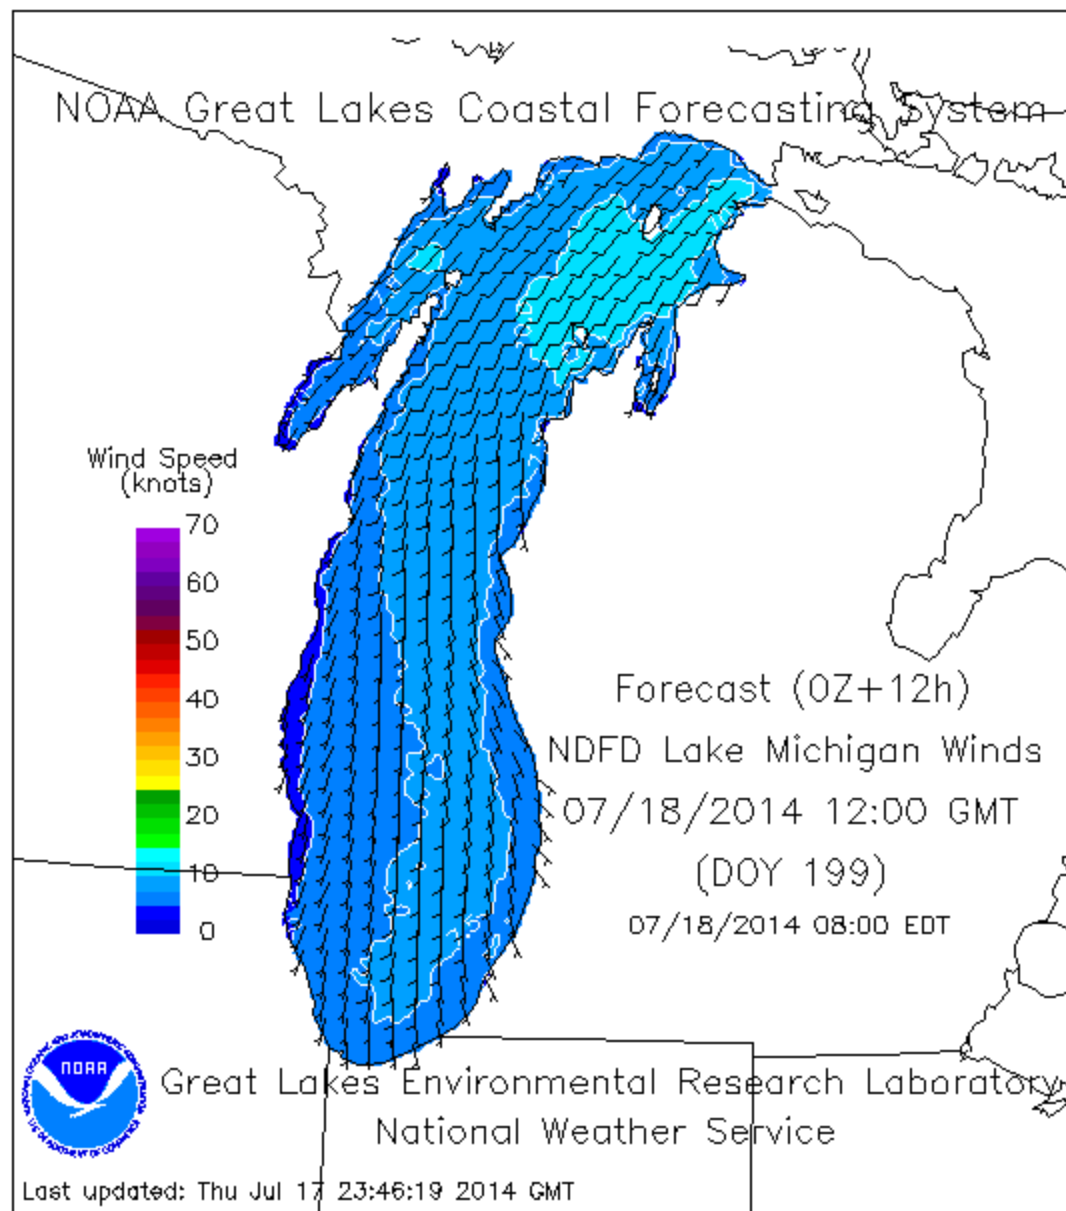 NOAA Great Lakes Coastal Forecasting System
Wind Speed
(knots)
70
60
50
40
30
20
10
0
Forecast (0Z+12h)
NDFD Lake Michigan Winds
07/18/2014 12:00 GMT
(DOY 199)
07/18/2014 08:00 EDT
NOAA
Great Lakes Environmental Research Laboratory
National Weather Service
Last updated: Thu Jul 17 23:46:19 2014 GMT